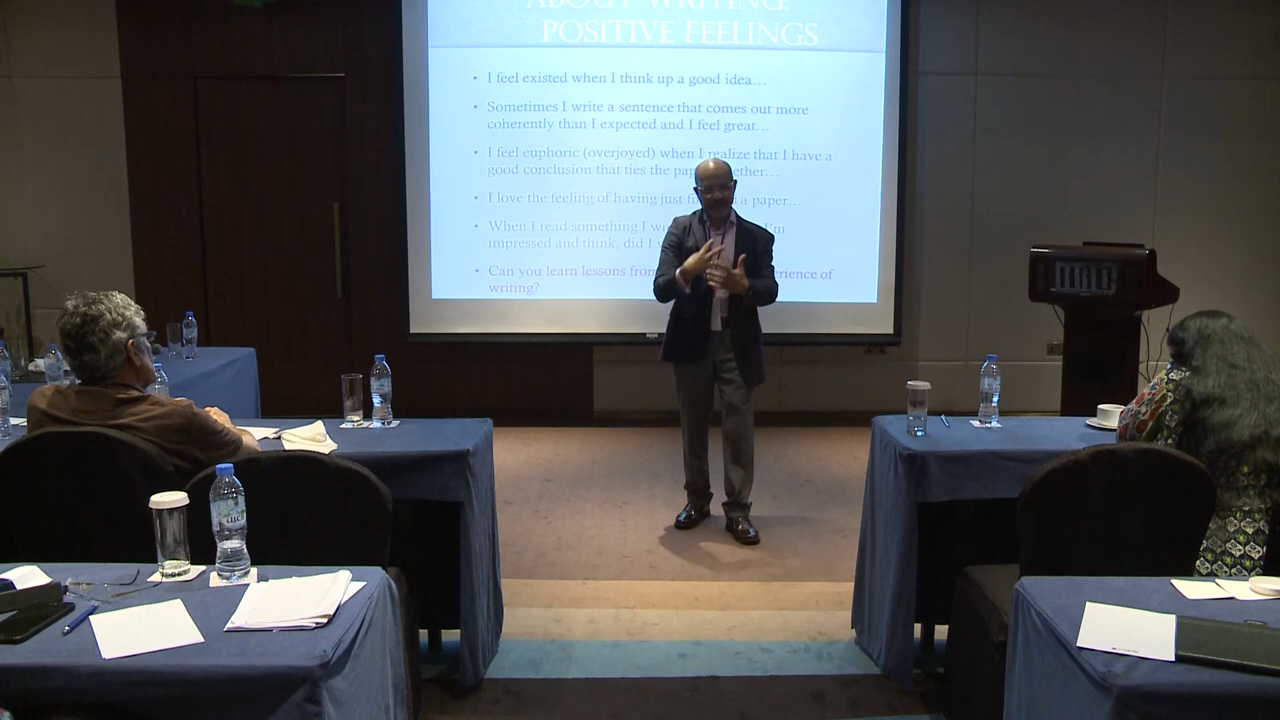 ABOUT WRITING:
POSITIVE FEELINGS
• I feel existed when I think up a good idea…
• Sometimes I write a sentence that comes out more
coherently than I expected and I feel great…
• I feel euphoric (overjoyed) when I realize that I have a
good conclusion that ties the
• I love the feeling of having just a paper…
• When I read something I I'm
impressed and think, did I
• Can you learn lessons from of
writing?